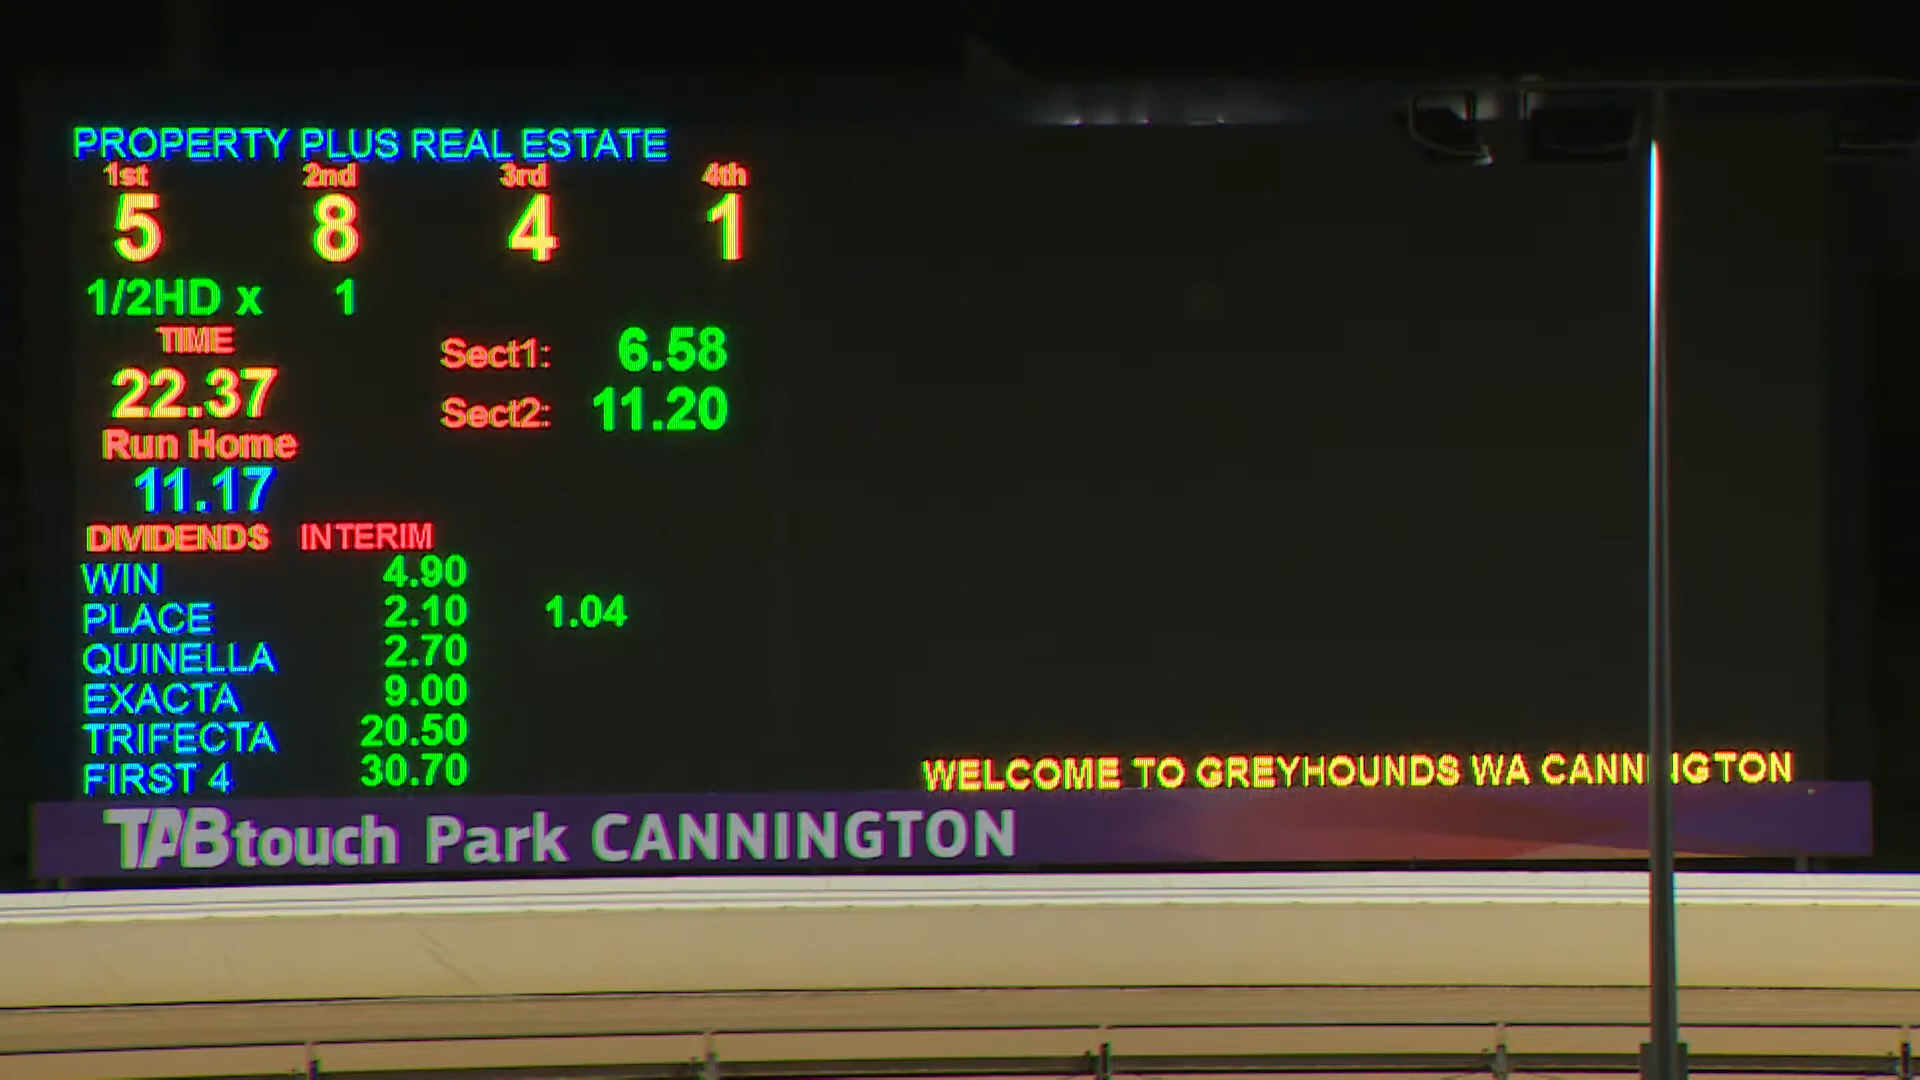 PROPERTY PLUS REAL ESTATE
1st 2nd 3rd 4th
5 8 4 1
1/2HD x 1
TIME
22.37
Sect1: 6.58
Sect2: 11.20
Run Home
11.17
DIVIDENDS INTERIM
WIN 4.90
PLACE 2.10 1.04
QUINELLA 2.70
EXACTA 9.00
TRIFECTA 20.50
FIRST 4 30.70
WELCOME TO GREYHOUNDS WA CANNINGTON
TABtouch Park CANNINGTON